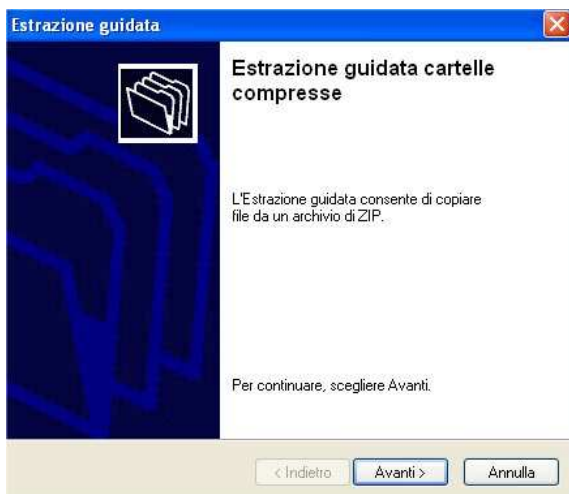 Estrazione guidata
Estrazione guidata cartelle
compresse
L'Estrazione guidata consente di copiare
file da un archivio di ZIP.
Per continuare, scegliere Avanti.
< Indietro   Avanti >   Annulla